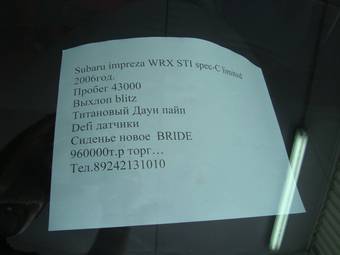 Subaru impreza WRX STI spec-C limited
2006год.
Пробег 43000
Выхлоп blitz
Титановый Даун пайп
Defi датчики
Сиденье новое BRIDE
960000т.р торг…
Тел.89242131010